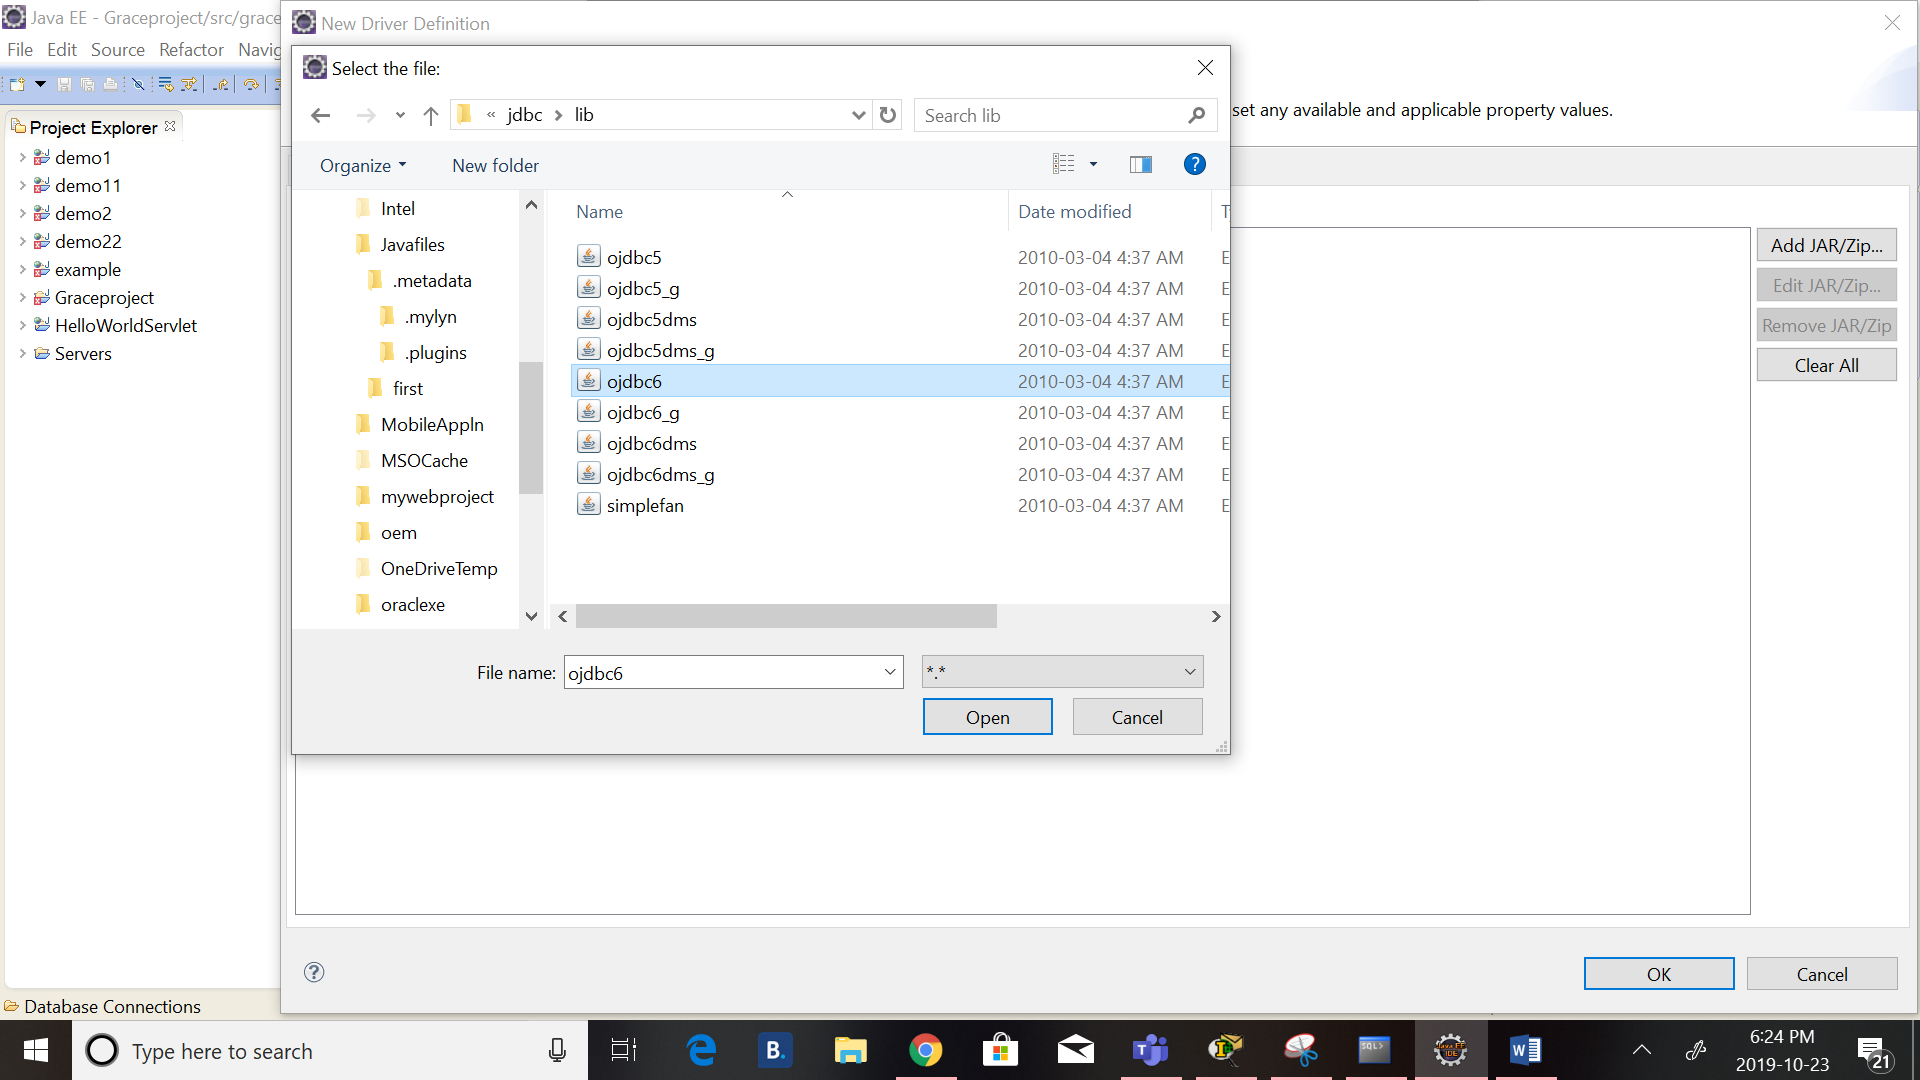 Java EE - Graceproject/src/grace
New Driver Definition
File Edit Source Refactor Navig
Select the file:
« jdbc > lib
Search lib
set any available and applicable property values.
Organize
New folder
Project Explorer
demo1
demo11
demo2
demo22
example
Graceproject
HelloWorldServlet
Servers
Intel
Javafiles
.metadata
.mylyn
.plugins
first
MobileAppln
MSOCache
mywebproject
oem
OneDriveTemp
oraclexe
Name Date modified
ojdbc5 2010-03-04 4:37 AM E
ojdbc5_g 2010-03-04 4:37 AM E
ojdbc5dms 2010-03-04 4:37 AM E
ojdbc5dms_g 2010-03-04 4:37 AM E
ojdbc6 2010-03-04 4:37 AM E
ojdbc6_g 2010-03-04 4:37 AM E
ojdbc6dms 2010-03-04 4:37 AM E
ojdbc6dms_g 2010-03-04 4:37 AM E
simplefan 2010-03-04 4:37 AM E
File name: ojdbc6
*.*
Open
Cancel
Add JAR/Zip...
Edit JAR/Zip...
Remove JAR/Zip
Clear All
OK
Cancel
Database Connections
Type here to search
B.
SQL>
Java EE
IDE
6:24 PM
2019-10-23
21